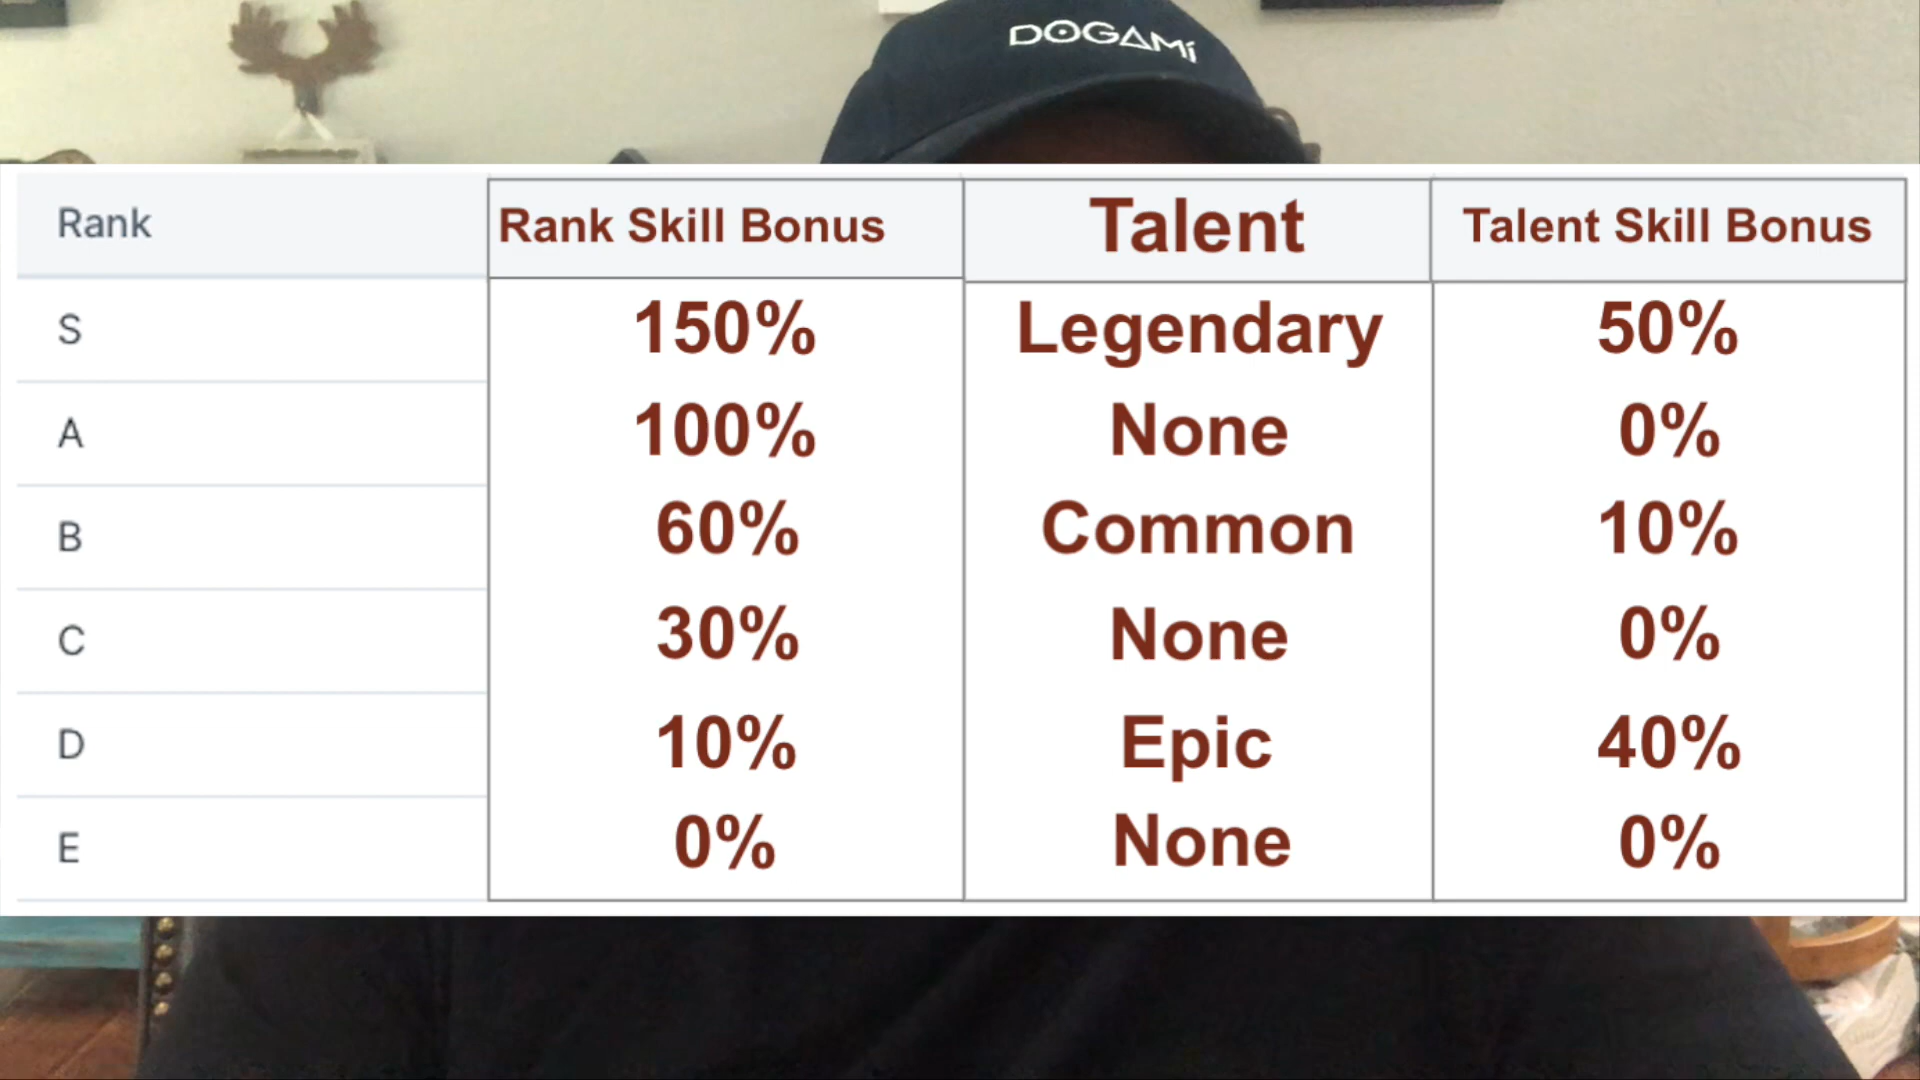 DOGAMí
Rank Rank Skill Bonus Talent Talent Skill Bonus
S 150% Legendary 50%
A 100% None 0%
B 60% Common 10%
C 30% None 0%
D 10% Epic 40%
E 0% None 0%